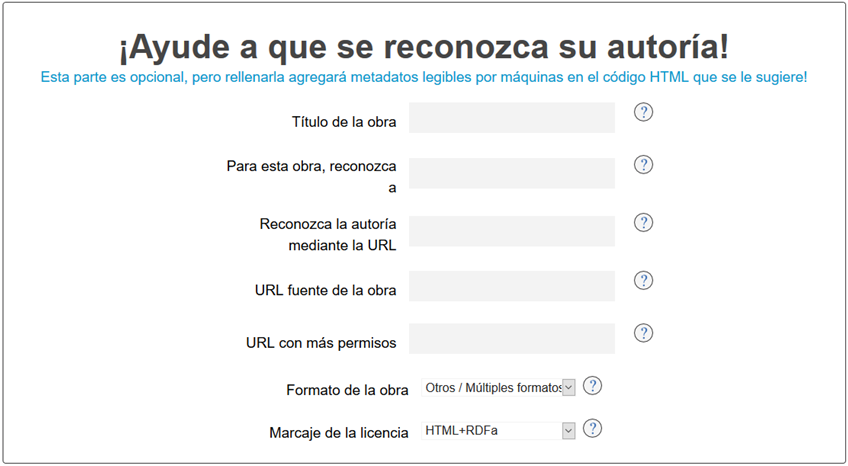 ¡Ayude a que se reconozca su autoría!
Esta parte es opcional, pero rellenarla agregará metadatos legibles por máquinas en el código HTML que se le sugiere!
Título de la obra ?
Para esta obra, reconozca
a ?
Reconozca la autoría
mediante la URL ?
URL fuente de la obra ?
URL con más permisos ?
Formato de la obra Otros / Múltiples formatos ?
Marcaje de la licencia HTML+RDFa ?